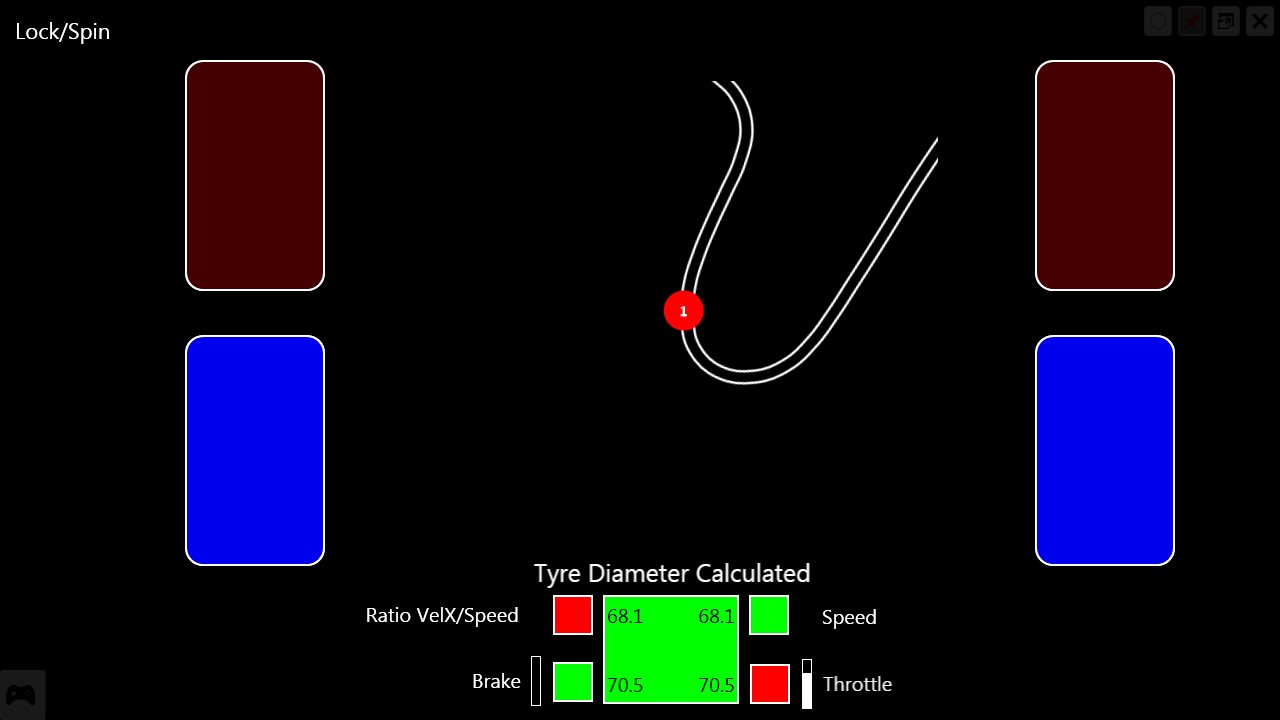 Lock/Spin
1
Tyre Diameter Calculated
Ratio VelX/Speed
68.1 68.1
Speed
Brake
70.5 70.5
Throttle